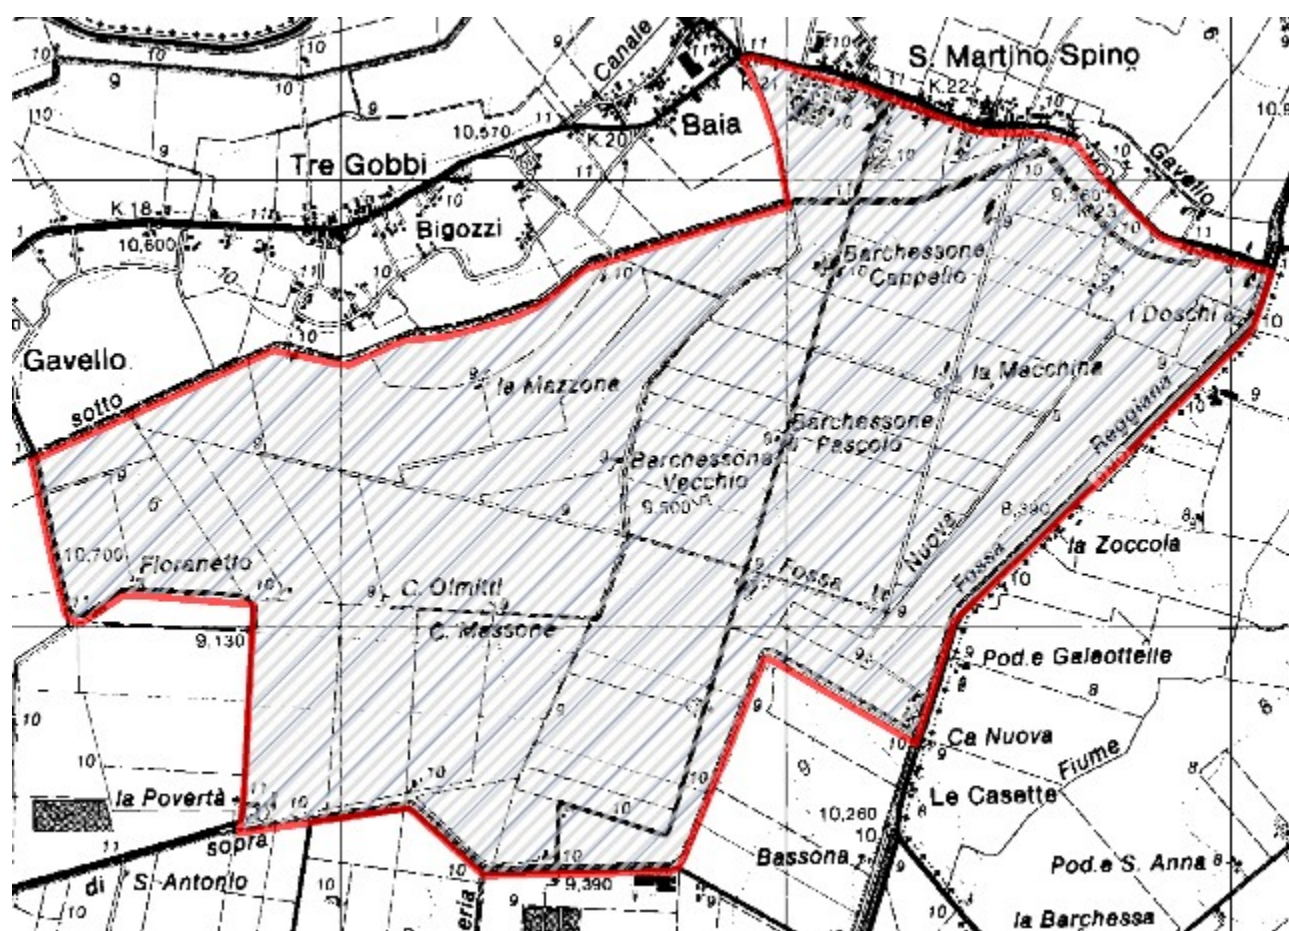 S. Martino Spino
Canale
K.21
K.22
10,570
K.20
Baia
Tre Gobbi
Gavello
K.18
10,600
Bigozzi
Barchessone
Cappello
I Doschi
Gavello
la Mazzona
la Macchina
sotto
Barchessone
Pascolo
Reggiana
Barchessone
Vecchio
9,500
8,390
Nuova
10,700
Fioranetto
Fossa
Fossa
la Zoccola
C. Olmitti
C. Massone
9,130
Pod.e Galeottelle
Ca Nuova
Fiume
la Povertà
Le Casette
10,260
sopra
Bassona
Pod.e S. Anna
di
S. Antonio
9,390
eria
la Barchessa